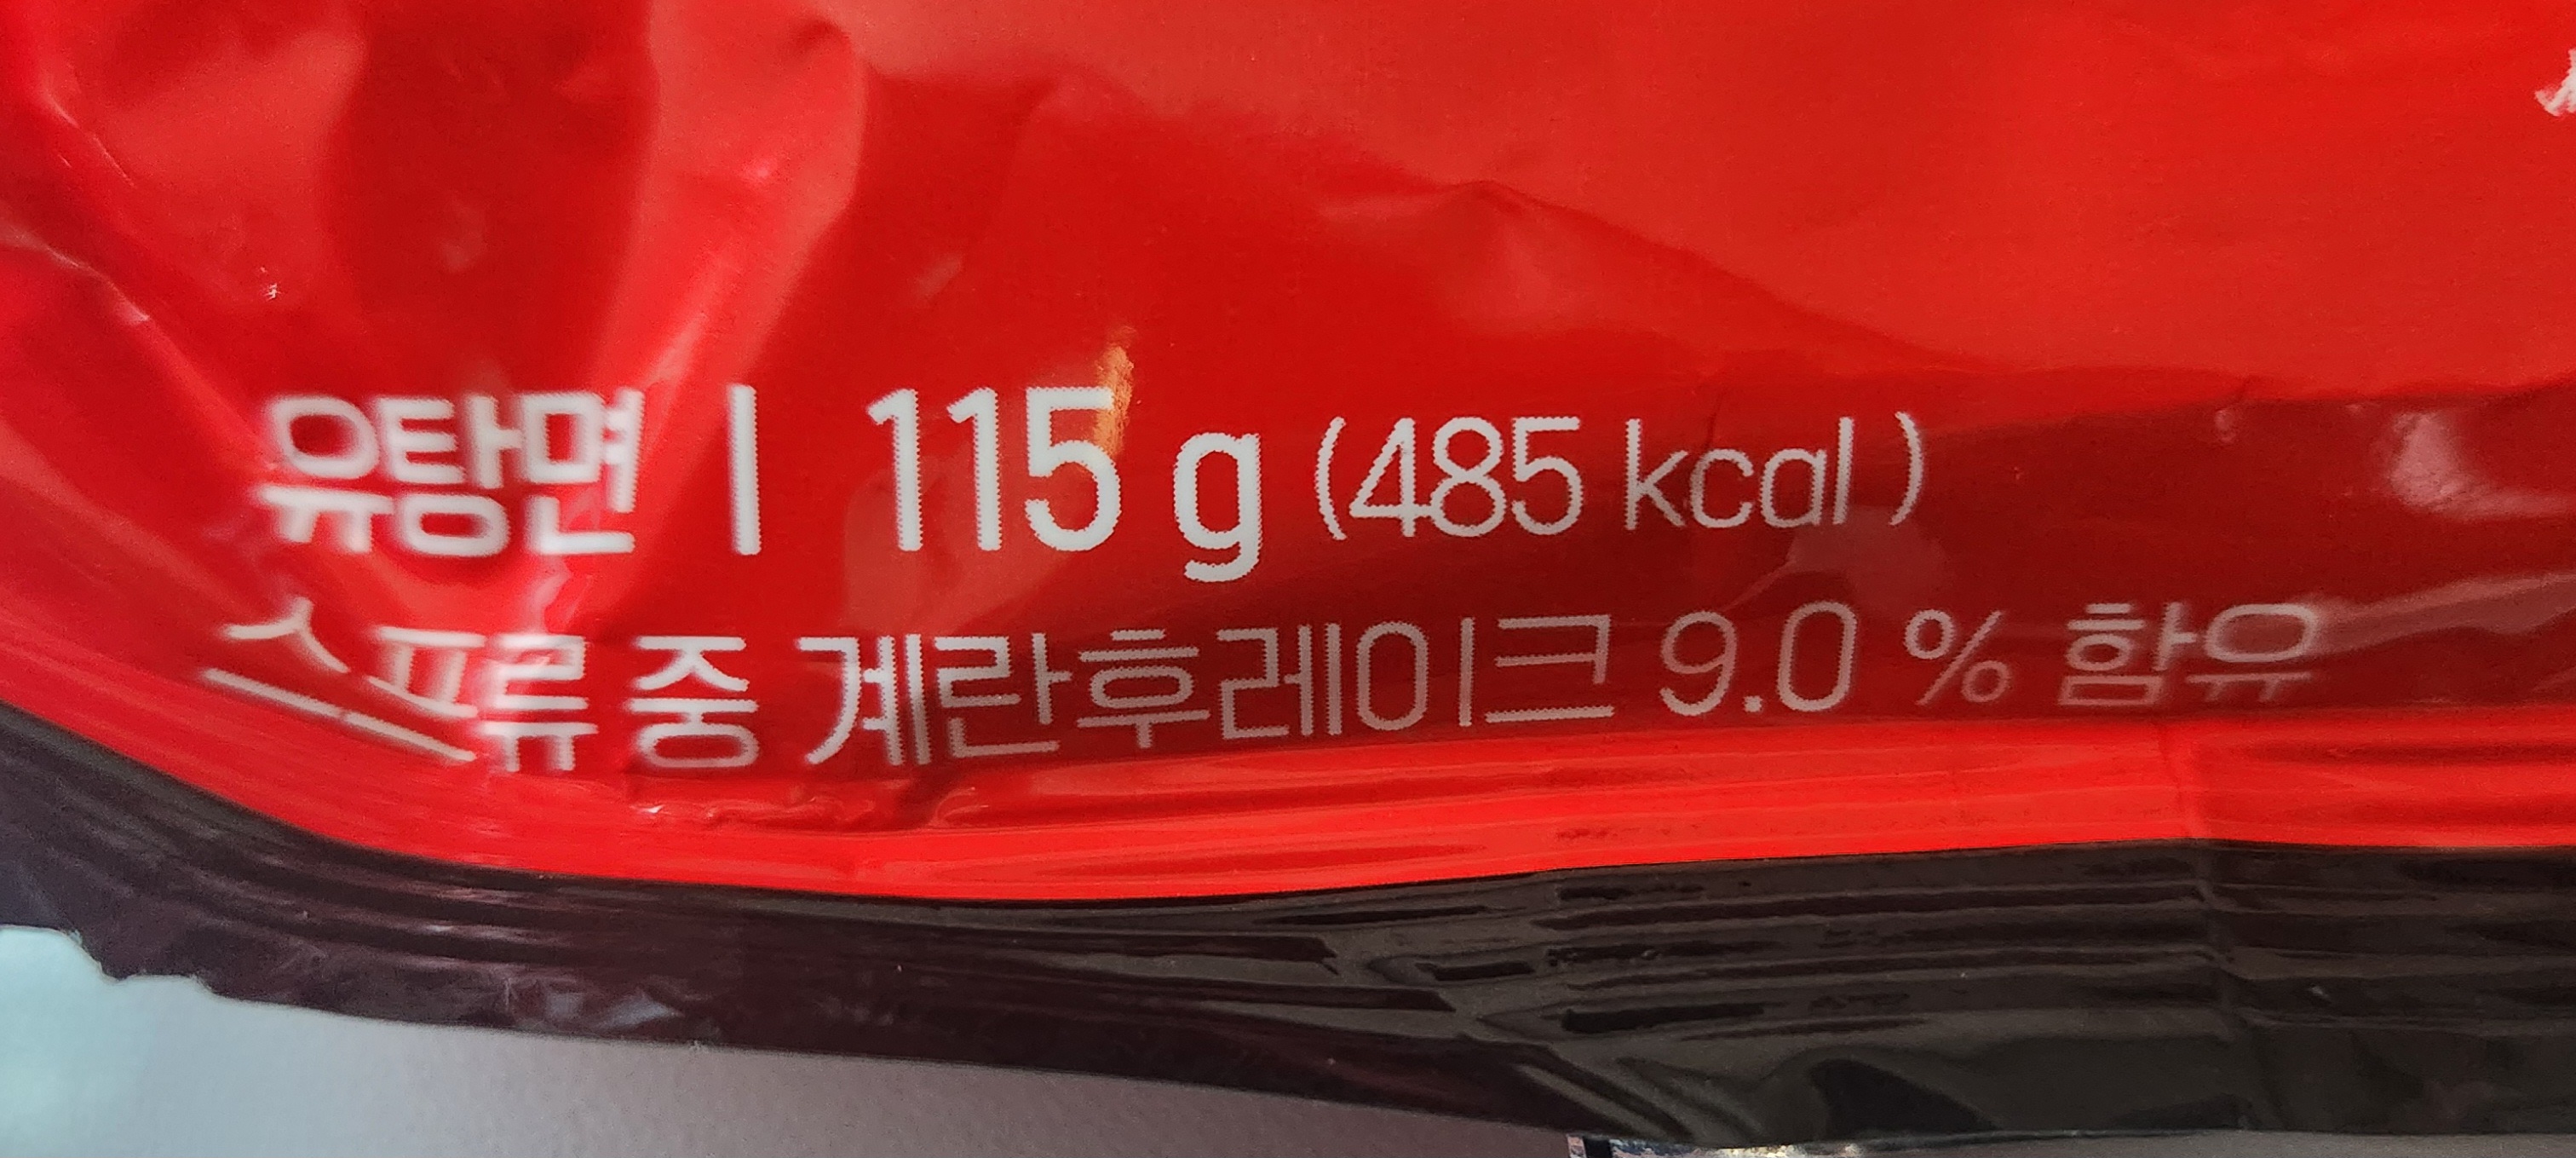 유탕면 | 115 g (485 kcal)
스프류 중 계란후레이크 9.0 % 함유